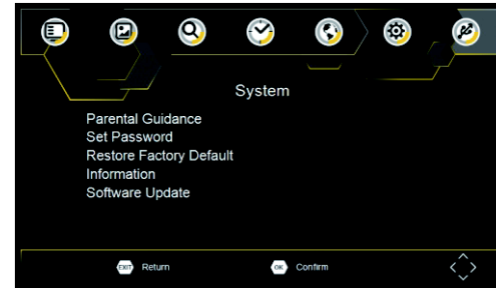 System
Parental Guidance
Set Password
Restore Factory Default
Information
Software Update
EXIT Return OK Confirm